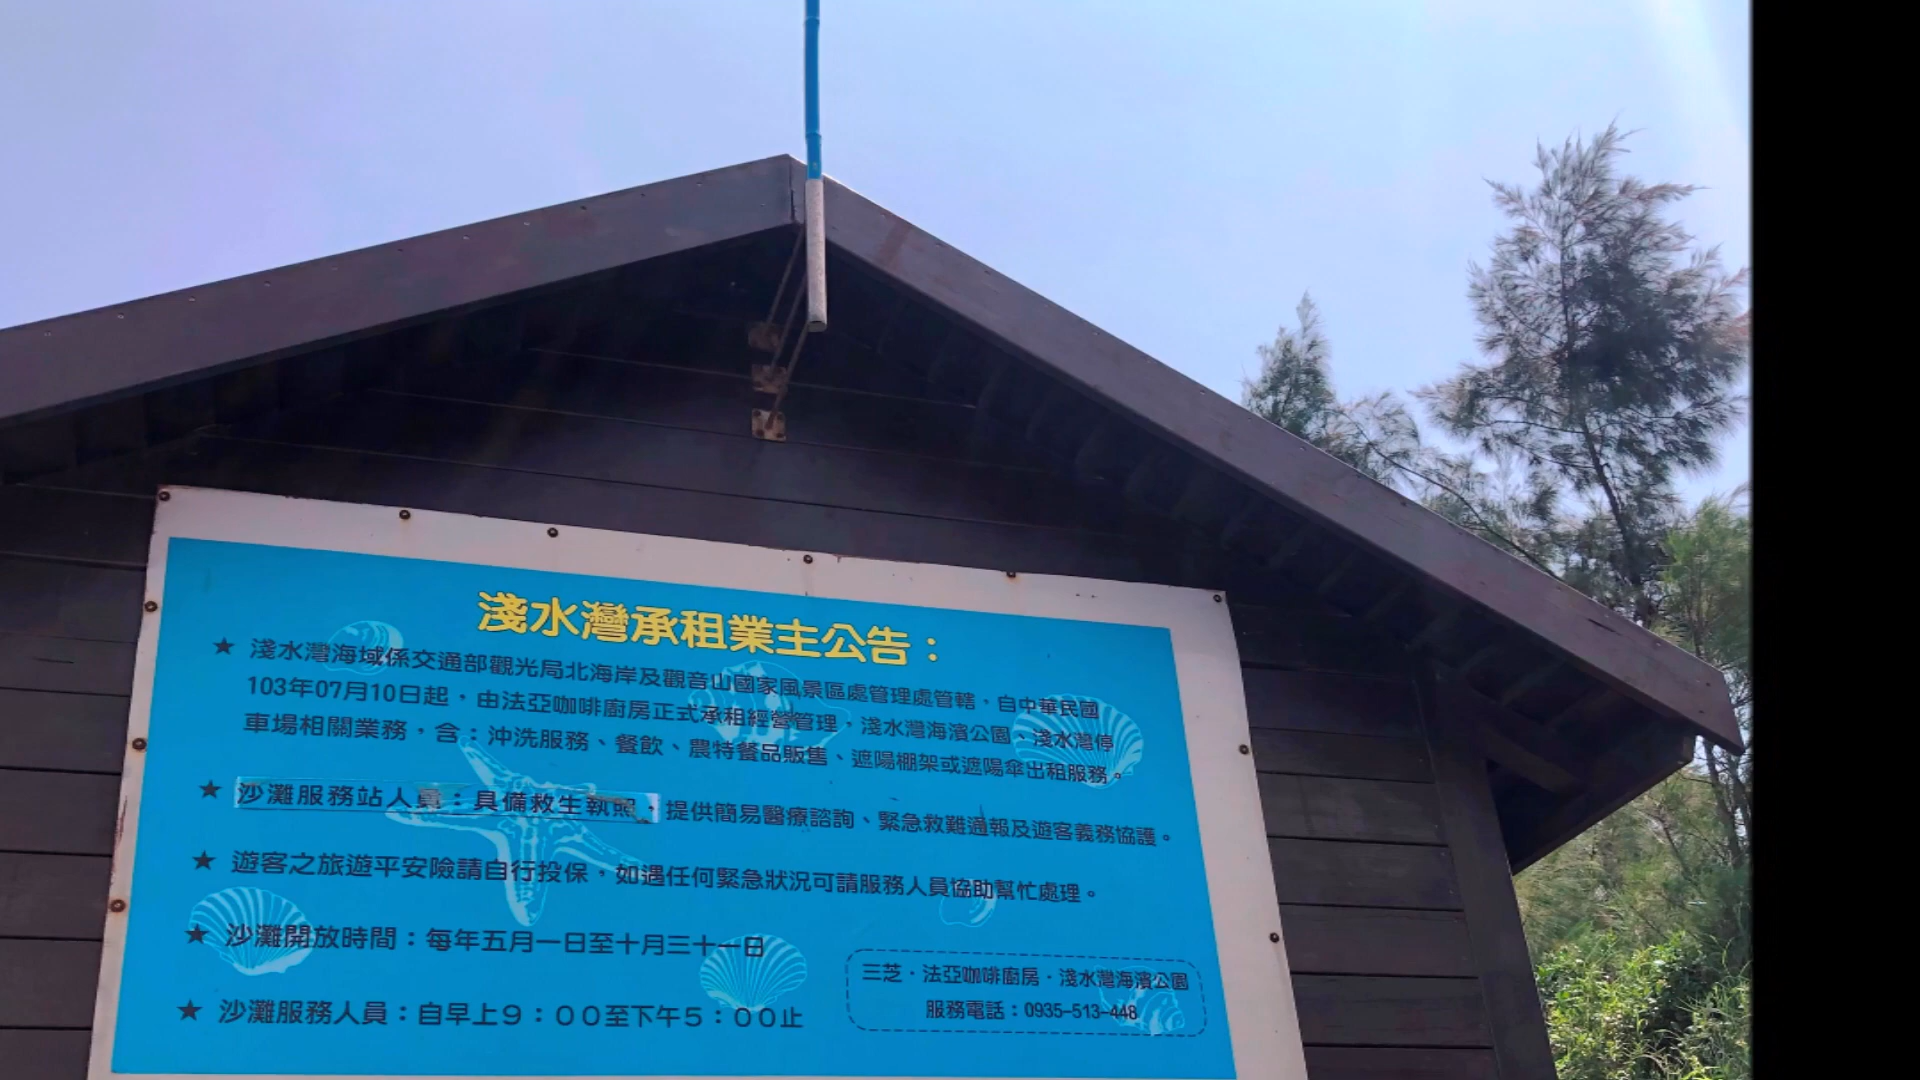 淺水灣承租業主公告：
★ 淺水灣海域係交通部觀光局北海岸及觀音山國家風景區處管理處管轄，自中華民國
103年07月10日起，由法亞咖啡廚房正式承租經營管理，淺水灣海濱公園、淺水灣停
車場相關業務，含：沖洗服務、餐飲、農特餐品販售、遮陽棚架或遮陽傘出租服務。
★ 沙灘服務站人員：具備救生執照，提供簡易醫療諮詢、緊急救難通報及遊客義務協護。
★ 遊客之旅遊平安險請自行投保，如遇任何緊急狀況可請服務人員協助幫忙處理。
★ 沙灘開放時間：每年五月一日至十月三十一日
★ 沙灘服務人員：自早上9：00至下午5：00止
三芝·法亞咖啡廚房·淺水灣海濱公園
服務電話：0935-513-448